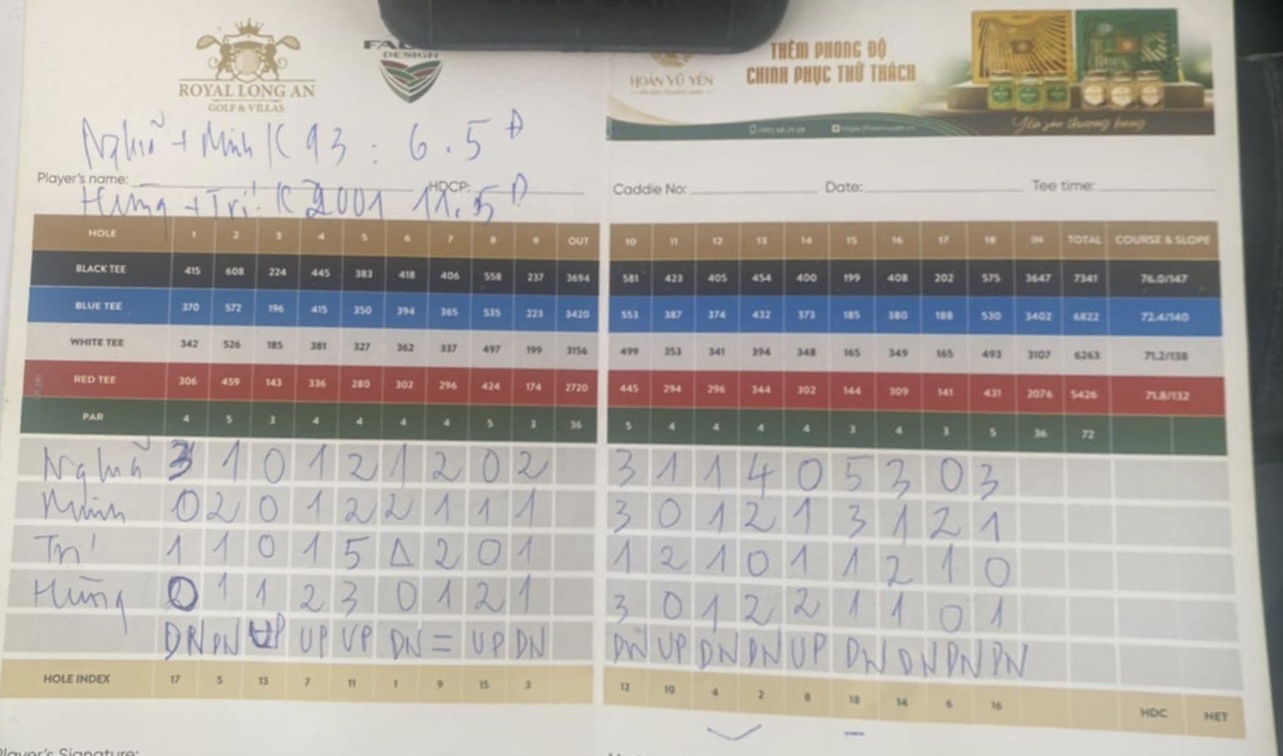 ROYAL LONG AN
GOLF & VILLAS
DESIGN
HOÀN VŨ YẾN
THÊM PHONG ĐỘ
CHINH PHỤC THỬ THÁCH
Yến sào thượng hạng
Nghĩa + Minh K 93 : 6.5 đ
Player's name: HDCP: Caddie No: Date: Tee time:
Hùng + Trí K 2001 11.5 đ
HOLE 1 2 3 4 5 6 7 8 9 OUT 10 11 12 13 14 15 16 17 18 IN TOTAL COURSE & SLOPE
BLACK TEE 415 608 224 445 383 418 406 558 237 3694 581 423 405 454 400 199 408 202 575 3647 7341 76.0/147
BLUE TEE 370 572 196 415 350 394 365 535 223 3420 553 387 374 432 373 185 380 188 530 3402 6822 72.4/140
WHITE TEE 342 526 185 381 327 362 337 497 199 3156 499 353 341 394 348 165 349 165 493 3107 6263 71.2/138
RED TEE 306 459 143 336 280 302 296 424 174 2720 445 294 296 344 302 144 309 141 431 2076 5426 71.8/132
PAR 4 5 3 4 4 4 4 5 3 36 5 4 4 4 4 3 4 3 5 36 72
Nghĩa 3 1 0 1 2 1 2 0 2 3 1 1 4 0 5 3 0 3
Minh 0 2 0 1 2 2 1 1 1 3 0 1 2 1 3 1 2 1
Trí 1 1 0 1 5 Δ 2 0 1 1 2 1 0 1 1 2 1 0
Hùng 0 1 1 2 3 0 1 2 1 3 0 1 2 2 1 1 0 1
DN DN UP UP UP DN = UP DN DN UP DN DN UP DN DN DN DN
HOLE INDEX 17 5 13 7 11 1 9 15 3 12 10 4 2 8 18 14 6 16 HDC NET
Player's Signature: